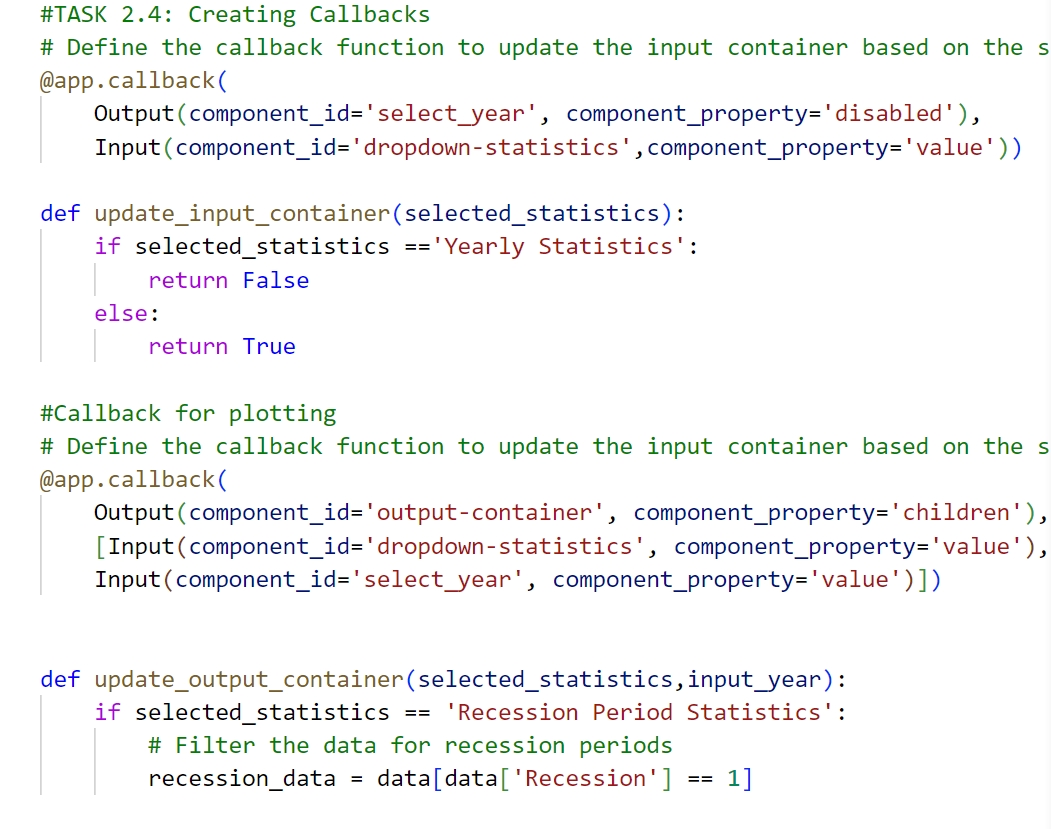 #TASK 2.4: Creating Callbacks
# Define the callback function to update the input container based on the s
@app.callback(
    Output(component_id='select_year', component_property='disabled'),
    Input(component_id='dropdown-statistics',component_property='value'))
def update_input_container(selected_statistics):
    if selected_statistics =='Yearly Statistics':
        return False
    else:
        return True
#Callback for plotting
# Define the callback function to update the input container based on the s
@app.callback(
    Output(component_id='output-container', component_property='children'),
    [Input(component_id='dropdown-statistics', component_property='value'),
    Input(component_id='select_year', component_property='value')])
def update_output_container(selected_statistics,input_year):
    if selected_statistics == 'Recession Period Statistics':
        # Filter the data for recession periods
        recession_data = data[data['Recession'] == 1]